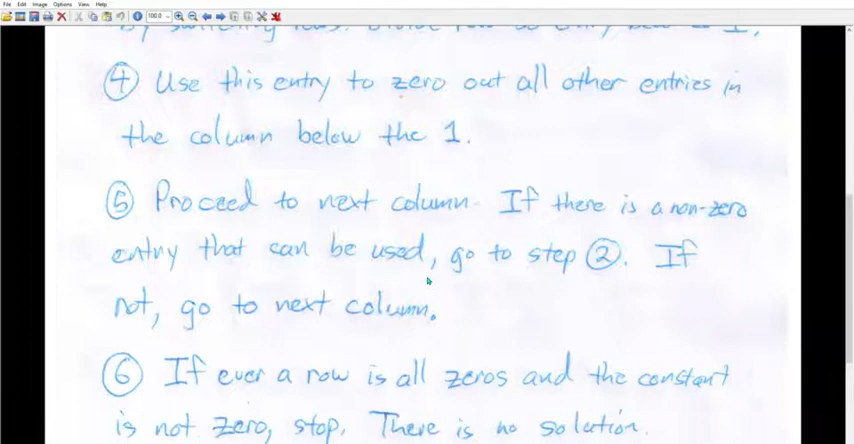 File Edit Image Options View Help
100.0
④ Use this entry to zero out all other entries in
the column below the 1.
⑤ Proceed to next column. If there is a non-zero
entry that can be used, go to step ②. If
not, go to next column.
⑥ If ever a row is all zeros and the constant
is not zero, stop. There is no solution.